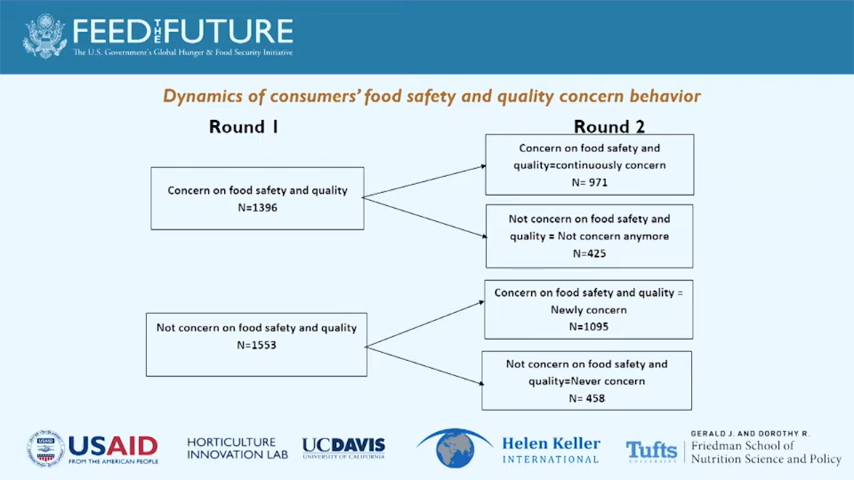 FEED THE FUTURE
The U.S. Government's Global Hunger & Food Security Initiative
Dynamics of consumers' food safety and quality concern behavior
Round 1
Round 2
Concern on food safety and quality
N=1396
Concern on food safety and
quality=continuously concern
N= 971
Not concern on food safety and
quality = Not concern anymore
N=425
Not concern on food safety and quality
N=1553
Concern on food safety and quality =
Newly concern
N=1095
Not concern on food safety and
quality=Never concern
N= 458
USAID
FROM THE AMERICAN PEOPLE
HORTICULTURE
INNOVATION LAB
UCDAVIS
UNIVERSITY OF CALIFORNIA
Helen Keller
INTERNATIONAL
Tufts
UNIVERSITY
GERALD J. AND DOROTHY R.
Friedman School of
Nutrition Science and Policy